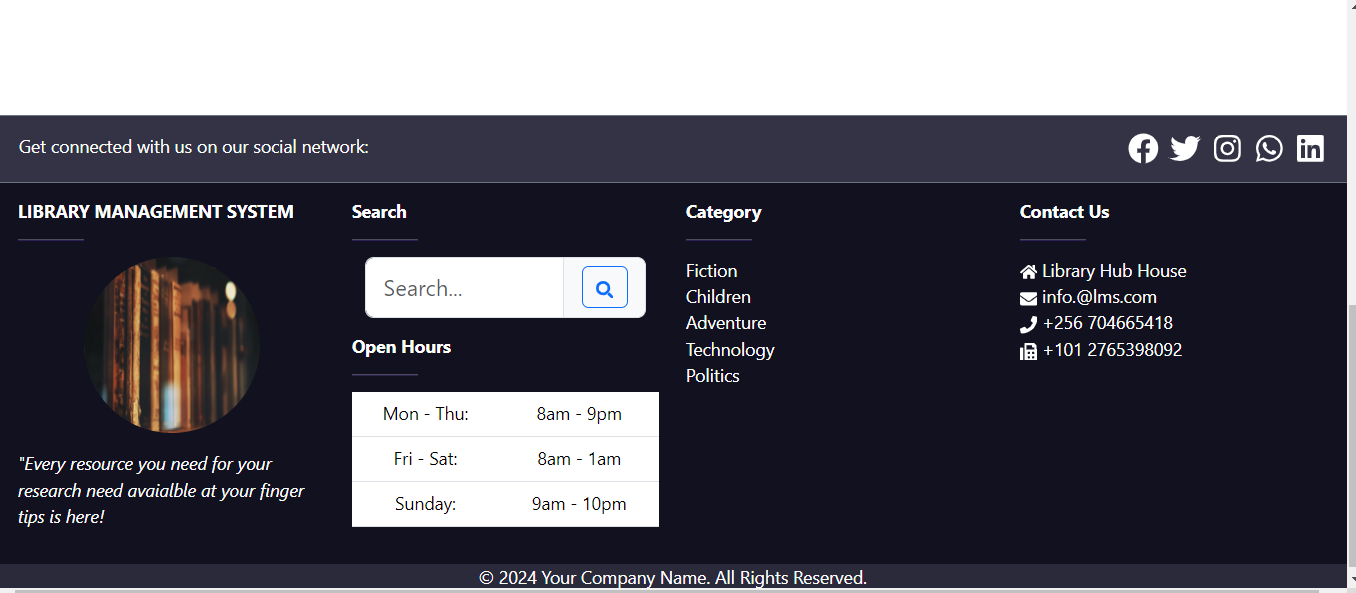 Get connected with us on our social network:
LIBRARY MANAGEMENT SYSTEM
"Every resource you need for your
research need avaialble at your finger
tips is here!
Search
Search...
Open Hours
Mon - Thu: 8am - 9pm
Fri - Sat: 8am - 1am
Sunday: 9am - 10pm
Category
Fiction
Children
Adventure
Technology
Politics
Contact Us
Library Hub House
info.@lms.com
+256 704665418
+101 2765398092
© 2024 Your Company Name. All Rights Reserved.